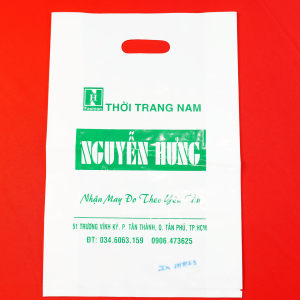 THỜI TRANG NAM
NGUYỄN HƯNG
Nhận May Đo Theo Yêu Cầu
51 TRƯƠNG VĨNH KÝ, P. TÂN THÀNH, Q. TÂN PHÚ, TP.HCM
ĐT: 034.6063.159 0906.473625